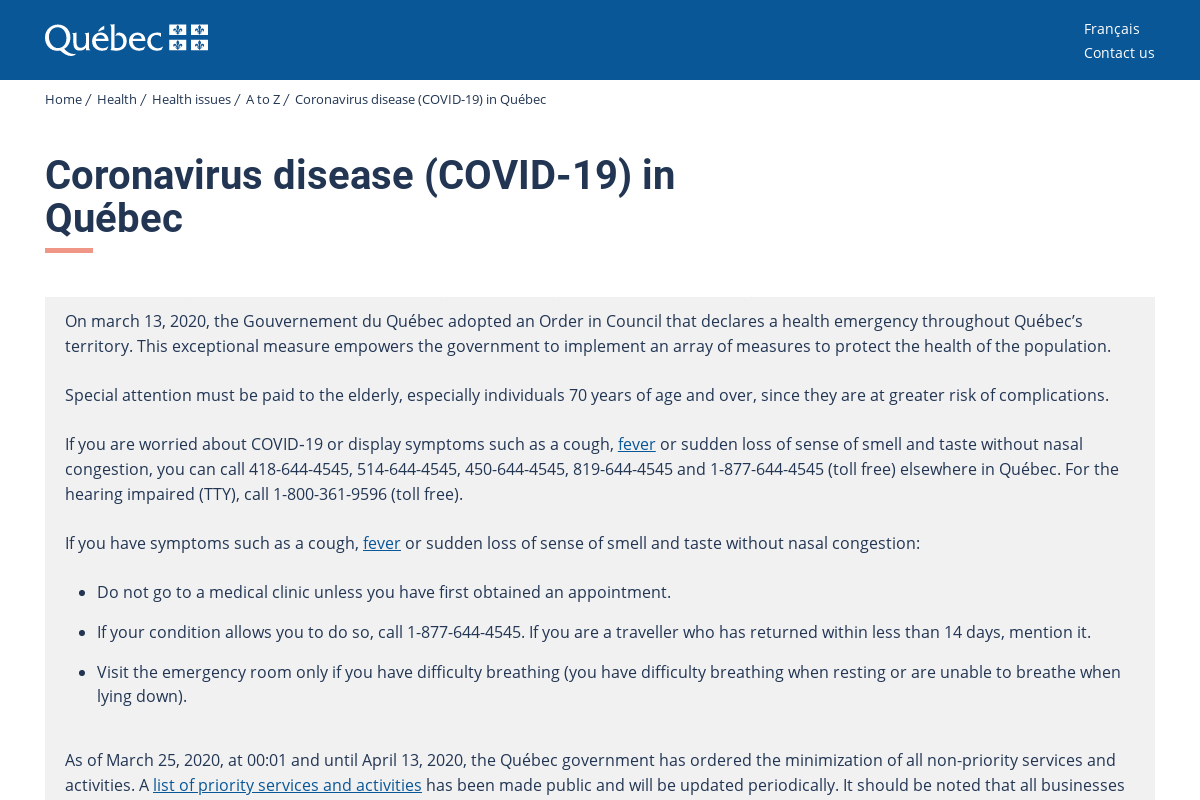 Québec
Français
Contact us
Home / Health / Health issues / A to Z / Coronavirus disease (COVID-19) in Québec
Coronavirus disease (COVID-19) in
Québec
On march 13, 2020, the Gouvernement du Québec adopted an Order in Council that declares a health emergency throughout Québec’s
territory. This exceptional measure empowers the government to implement an array of measures to protect the health of the population.
Special attention must be paid to the elderly, especially individuals 70 years of age and over, since they are at greater risk of complications.
If you are worried about COVID-19 or display symptoms such as a cough, fever or sudden loss of sense of smell and taste without nasal
congestion, you can call 418-644-4545, 514-644-4545, 450-644-4545, 819-644-4545 and 1-877-644-4545 (toll free) elsewhere in Québec. For the
hearing impaired (TTY), call 1-800-361-9596 (toll free).
If you have symptoms such as a cough, fever or sudden loss of sense of smell and taste without nasal congestion:
• Do not go to a medical clinic unless you have first obtained an appointment.
• If your condition allows you to do so, call 1-877-644-4545. If you are a traveller who has returned within less than 14 days, mention it.
• Visit the emergency room only if you have difficulty breathing (you have difficulty breathing when resting or are unable to breathe when
lying down).
As of March 25, 2020, at 00:01 and until April 13, 2020, the Québec government has ordered the minimization of all non-priority services and
activities. A list of priority services and activities has been made public and will be updated periodically. It should be noted that all businesses